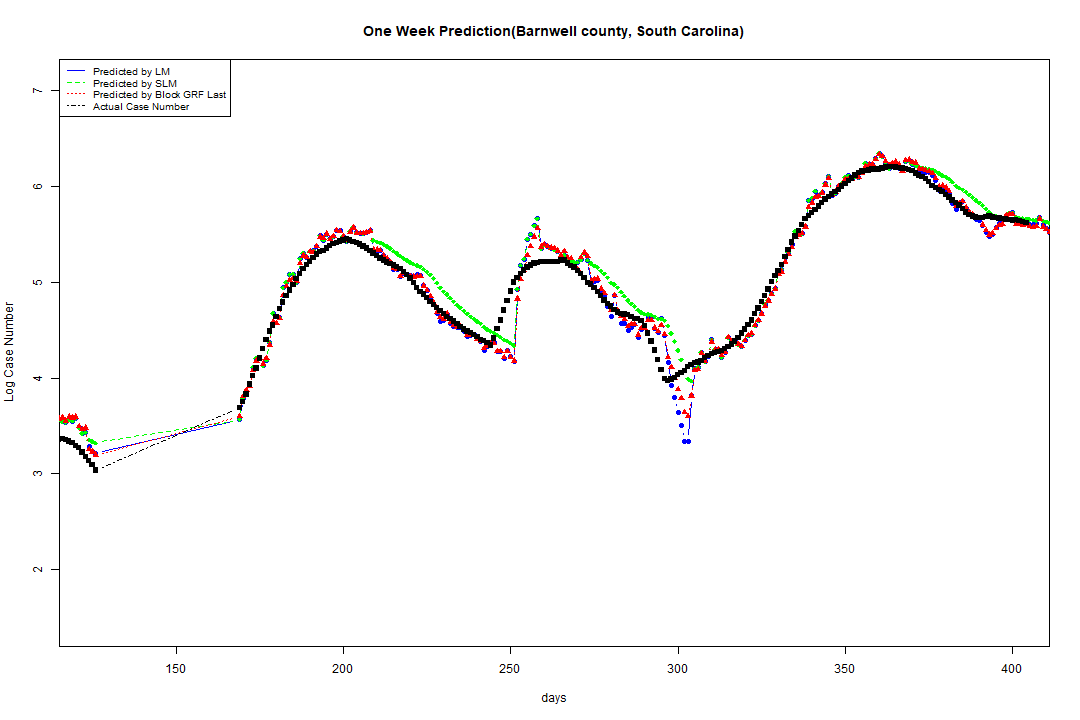 One Week Prediction(Barnwell county, South Carolina)
Predicted by LM
Predicted by SLM
Predicted by Block GRF Last
Actual Case Number
7
6
5
4
3
2
Log Case Number
150 200 250 300 350 400
days